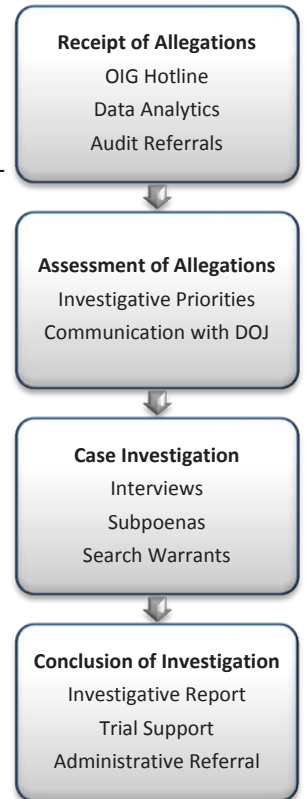 Receipt of Allegations
OIG Hotline
Data Analytics
Audit Referrals
Assessment of Allegations
Investigative Priorities
Communication with DOJ
Case Investigation
Interviews
Subpoenas
Search Warrants
Conclusion of Investigation
Investigative Report
Trial Support
Administrative Referral